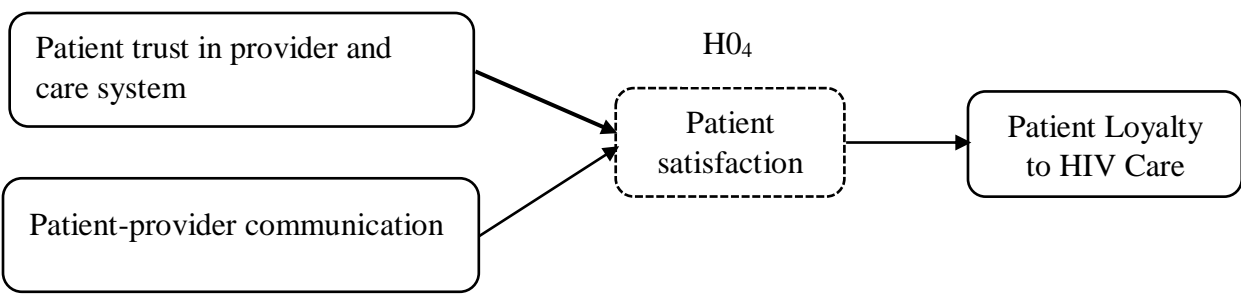 Patient trust in provider and
care system
H0₄
Patient
satisfaction
Patient Loyalty
to HIV Care
Patient-provider communication